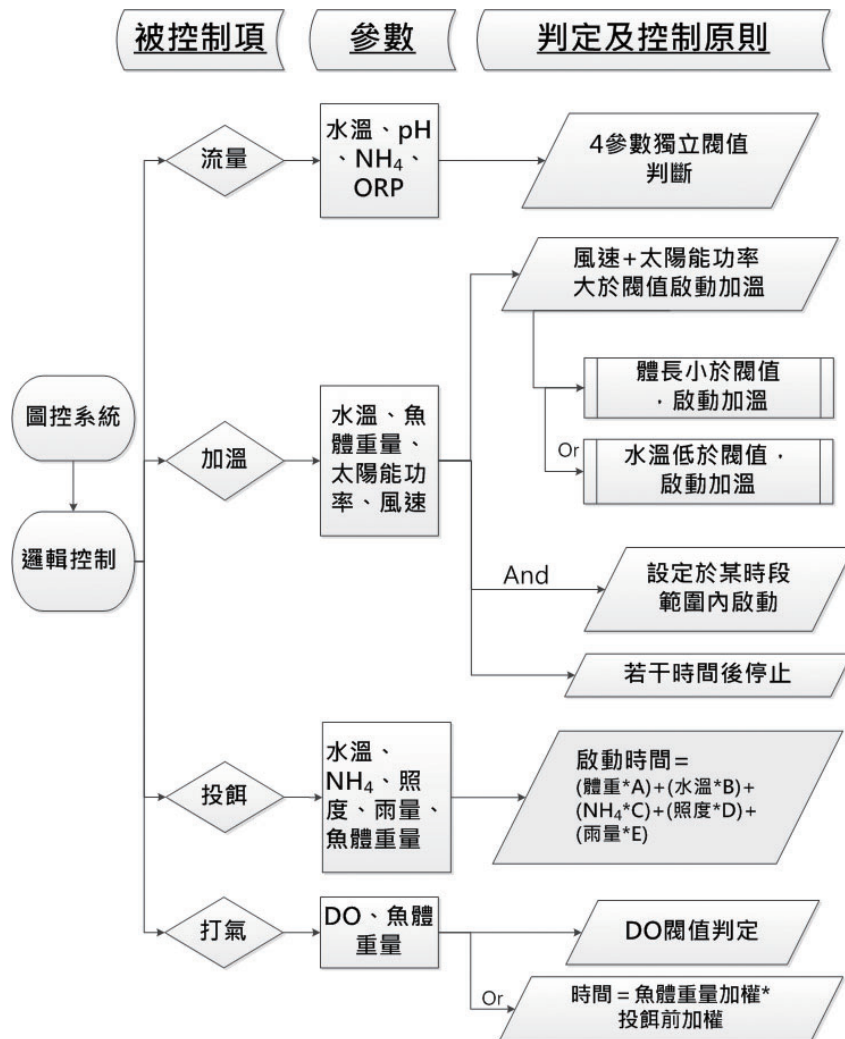 被控制項
參數
判定及控制原則
流量
水溫、pH
、NH₄、
ORP
4參數獨立閥值
判斷
風速+太陽能功率
大於閥值啟動加溫
體長小於閥值
，啟動加溫
Or
水溫低於閥值，
啟動加溫
圖控系統
邏輯控制
加溫
水溫、魚
體重量、
太陽能功
率、風速
And
設定於某時段
範圍內啟動
若干時間後停止
投餌
水溫、
NH₄、照
度、雨量、
魚體重量
啟動時間=
(體重*A)+(水溫*B)+
(NH₄*C)+(照度*D)+
(雨量*E)
打氣
DO、魚體
重量
DO閥值判定
Or
時間=魚體重量加權*
投餌前加權